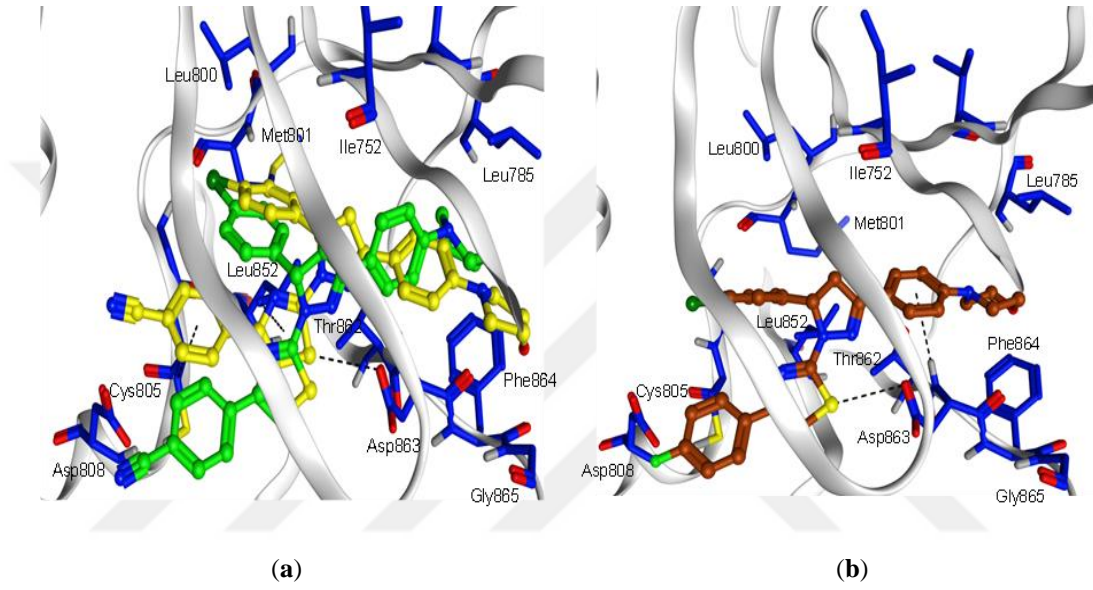 Leu800
Met801
Ile752
Leu785
Leu852
Thr862
Cys805
Phe864
Asp808
Asp863
Gly865
(a)
Leu800
Ile752
Leu785
Met801
Leu852
Thr862
Phe864
Cys805
Asp863
Asp808
Gly865
(b)